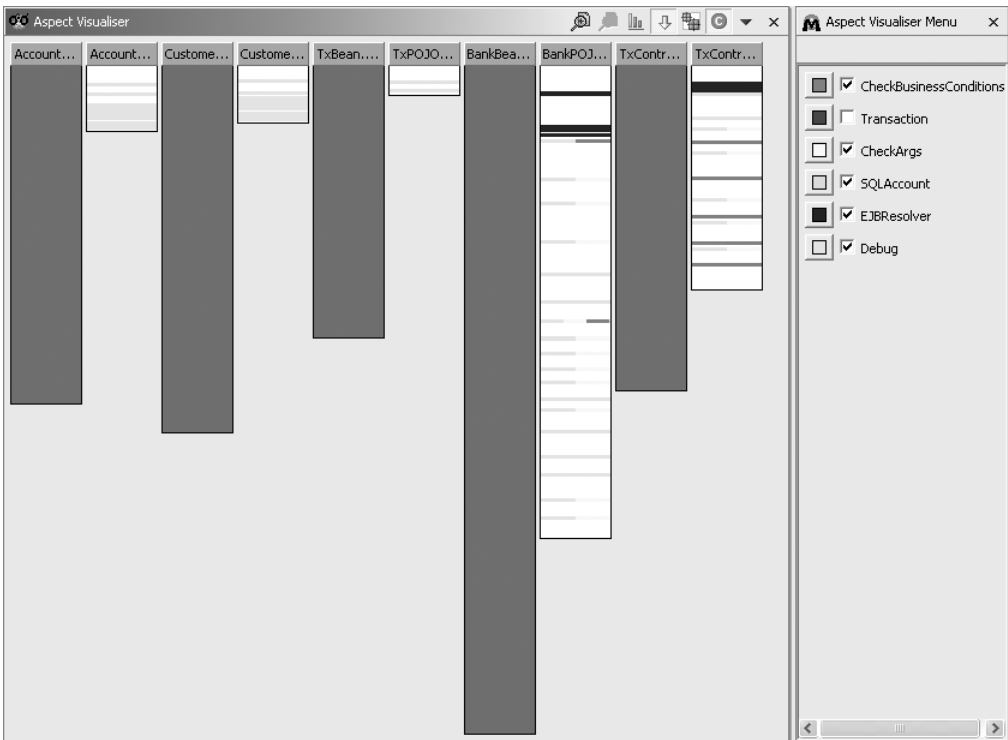 Aspect Visualiser
Aspect Visualiser Menu
Account... Account... Custome... Custome... TxBean.... TxPOJO... BankBea... BankPOJ... TxContr... TxContr...
CheckBusinessConditions
Transaction
CheckArgs
SQLAccount
EJBResolver
Debug